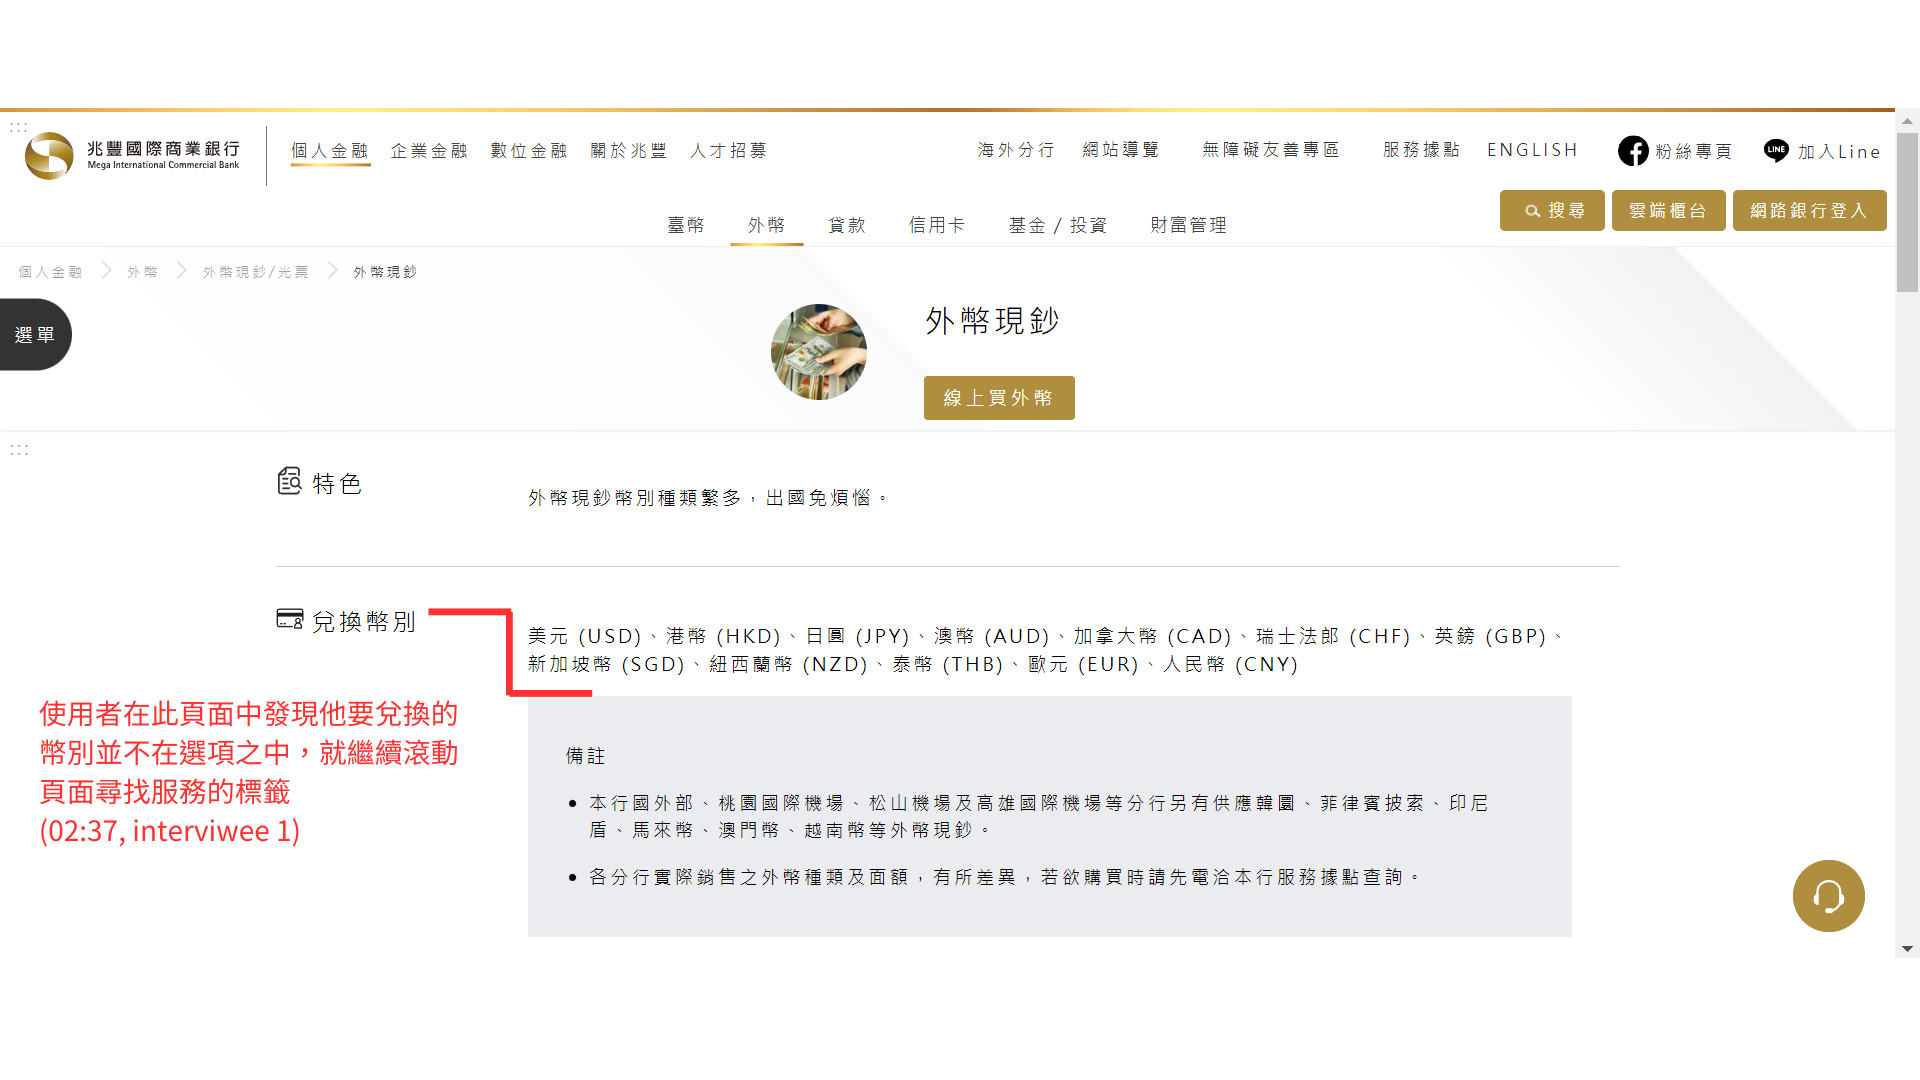 兆豐國際商業銀行
Mega International Commercial Bank
個人金融 企業金融 數位金融 關於兆豐 人才招募
海外分行 網站導覽 無障礙友善專區 服務據點 ENGLISH 粉絲專頁 LINE 加入Line
臺幣 外幣 貸款 信用卡 基金 / 投資 財富管理
搜尋 雲端櫃台 網路銀行登入
個人金融 外幣 外幣現鈔/光票 外幣現鈔
選單
外幣現鈔
線上買外幣
特色
外幣現鈔幣別種類繁多，出國免煩惱。
兌換幣別
美元 (USD)、港幣 (HKD)、日圓 (JPY)、澳幣 (AUD)、加拿大幣 (CAD)、瑞士法郎 (CHF)、英鎊 (GBP)、
新加坡幣 (SGD)、紐西蘭幣 (NZD)、泰幣 (THB)、歐元 (EUR)、人民幣 (CNY)
使用者在此頁面中發現他要兌換的
幣別並不在選項之中，就繼續滾動
頁面尋找服務的標籤
(02:37, interviwee 1)
備註
• 本行國外部、桃園國際機場、松山機場及高雄國際機場等分行另有供應韓圜、菲律賓披索、印尼
盾、馬來幣、澳門幣、越南幣等外幣現鈔。
• 各分行實際銷售之外幣種類及面額，有所差異，若欲購買時請先電洽本行服務據點查詢。